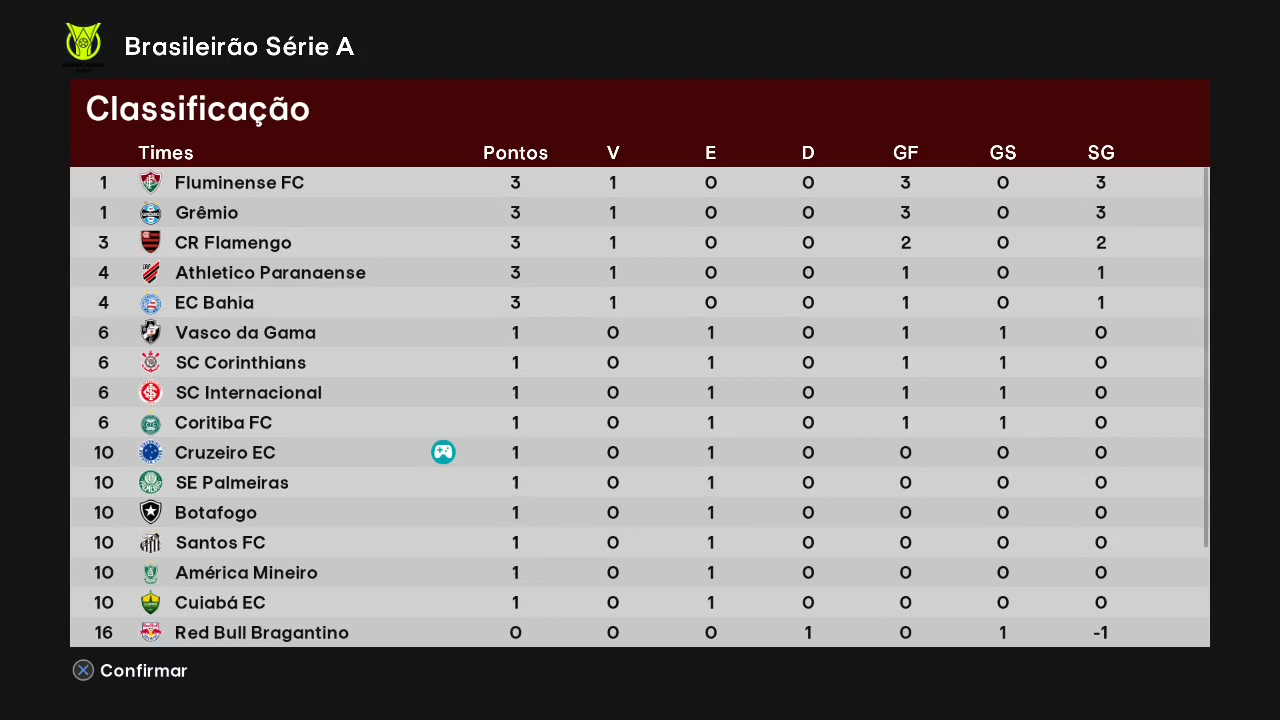 Brasileirão Série A
Classificação
Times Pontos V E D GF GS SG
1 Fluminense FC 3 1 0 0 3 0 3
1 Grêmio 3 1 0 0 3 0 3
3 CR Flamengo 3 1 0 0 2 0 2
4 Athletico Paranaense 3 1 0 0 1 0 1
4 EC Bahia 3 1 0 0 1 0 1
6 Vasco da Gama 1 0 1 0 1 1 0
6 SC Corinthians 1 0 1 0 1 1 0
6 SC Internacional 1 0 1 0 1 1 0
6 Coritiba FC 1 0 1 0 1 1 0
10 Cruzeiro EC 1 0 1 0 0 0 0
10 SE Palmeiras 1 0 1 0 0 0 0
10 Botafogo 1 0 1 0 0 0 0
10 Santos FC 1 0 1 0 0 0 0
10 América Mineiro 1 0 1 0 0 0 0
10 Cuiabá EC 1 0 1 0 0 0 0
16 Red Bull Bragantino 0 0 0 1 0 1 -1
Confirmar